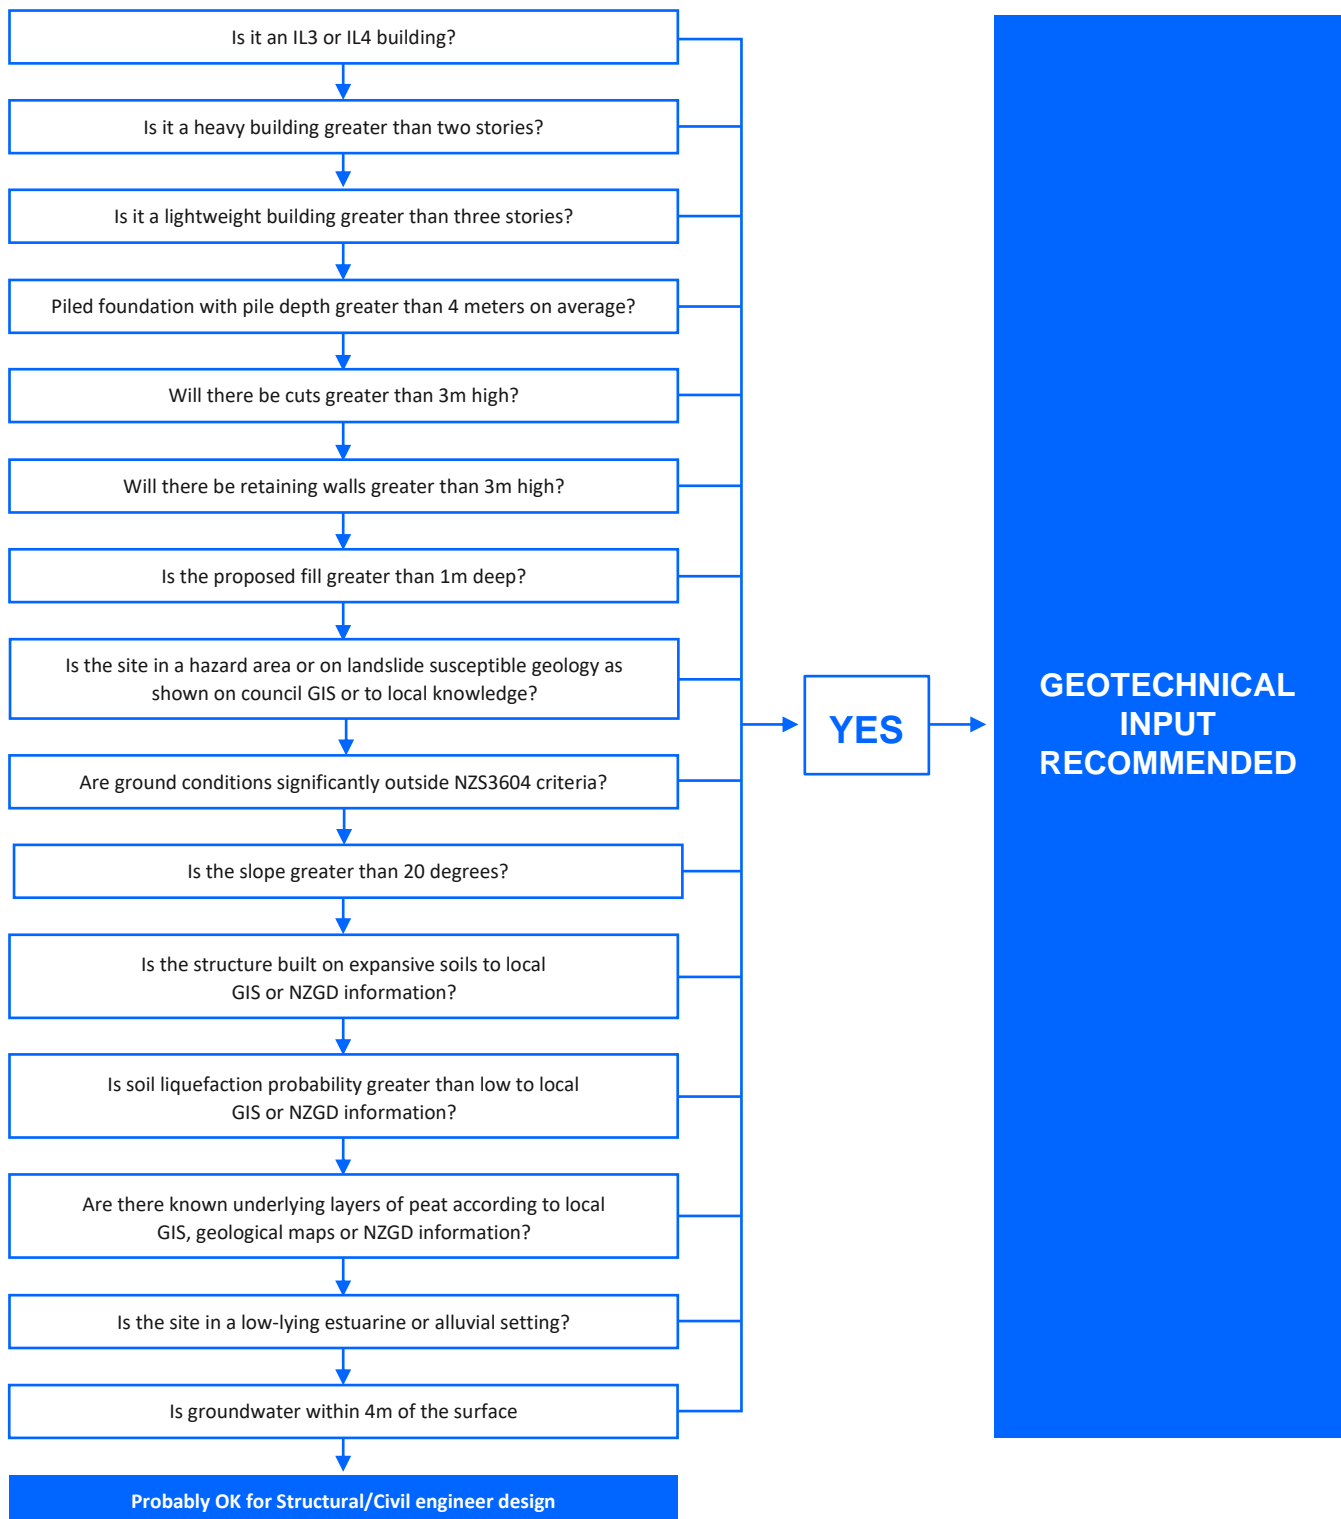 Is it an IL3 or IL4 building?
Is it a heavy building greater than two stories?
Is it a lightweight building greater than three stories?
Piled foundation with pile depth greater than 4 meters on average?
Will there be cuts greater than 3m high?
Will there be retaining walls greater than 3m high?
Is the proposed fill greater than 1m deep?
Is the site in a hazard area or on landslide susceptible geology as
shown on council GIS or to local knowledge?
Are ground conditions significantly outside NZS3604 criteria?
Is the slope greater than 20 degrees?
Is the structure built on expansive soils to local
GIS or NZGD information?
Is soil liquefaction probability greater than low to local
GIS or NZGD information?
Are there known underlying layers of peat according to local
GIS, geological maps or NZGD information?
Is the site in a low-lying estuarine or alluvial setting?
Is groundwater within 4m of the surface
Probably OK for Structural/Civil engineer design
YES
GEOTECHNICAL
INPUT
RECOMMENDED